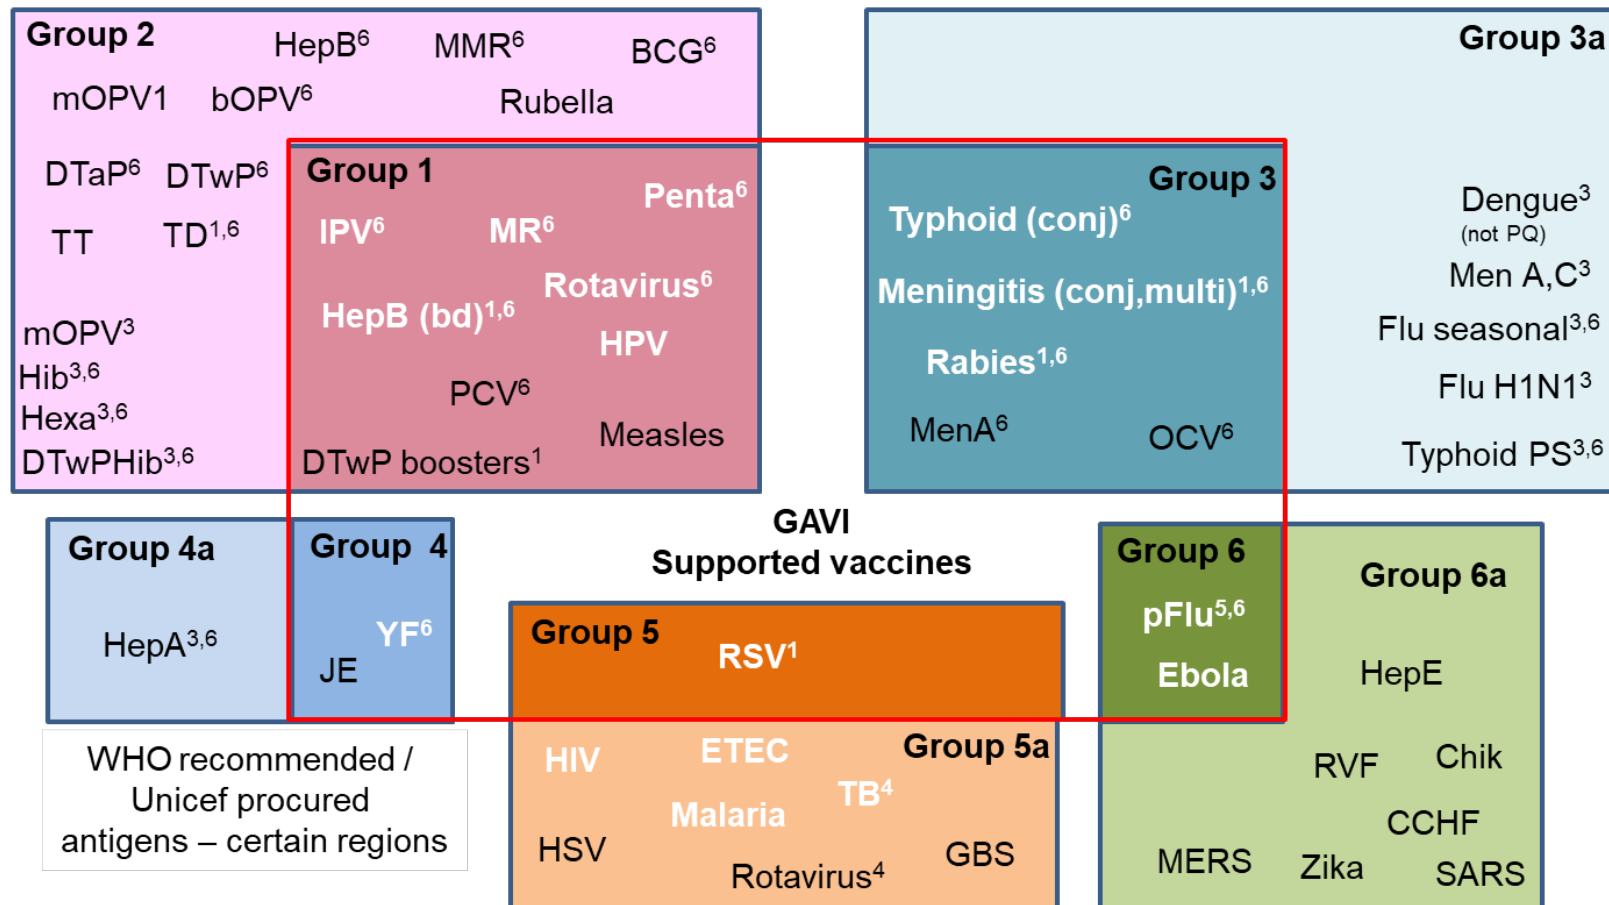 Group 2
HepB⁶ MMR⁶ BCG⁶
mOPV1 bOPV⁶ Rubella
DTaP⁶ DTwP⁶
TT TD¹,⁶
mOPV³
Hib³,⁶
Hexa³,⁶
DTwPHib³,⁶
Group 1
Penta⁶
IPV⁶ MR⁶
Rotavirus⁶
HepB (bd)¹,⁶
HPV
PCV⁶
Measles
DTwP boosters¹
Group 3
Typhoid (conj)⁶
Meningitis (conj,multi)¹,⁶
Rabies¹,⁶
MenA⁶ OCV⁶
Group 3a
Dengue³
(not PQ)
Men A,C³
Flu seasonal³,⁶
Flu H1N1³
Typhoid PS³,⁶
GAVI
Supported vaccines
Group 4a
HepA³,⁶
Group 4
YF⁶
JE
Group 5
RSV¹
Group 5a
HIV ETEC
TB⁴
Malaria
HSV GBS
Rotavirus⁴
Group 6
pFlu⁵,⁶
Ebola
Group 6a
HepE
RVF Chik
CCHF
MERS Zika SARS
WHO recommended /
Unicef procured
antigens – certain regions